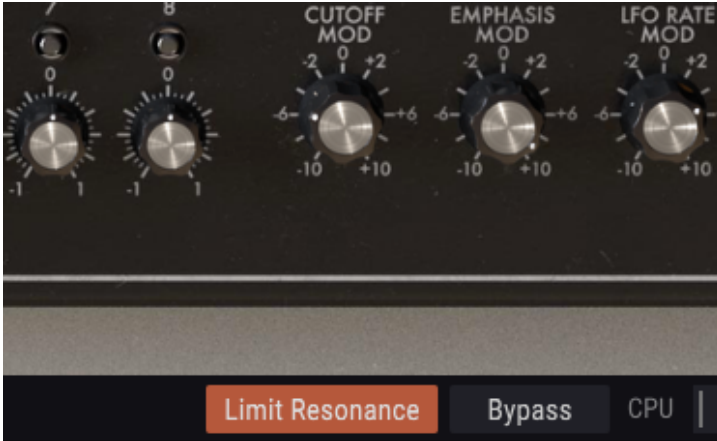 7 8
CUTOFF MOD
EMPHASIS MOD
LFO RATE MOD
0 0
-1 1 -1 1
-2 0 +2
-6 +6
-10 +10
-2 0 +2
-6 +6
-10 +10
-2 0 +2
-6
-10 +10
Limit Resonance Bypass CPU